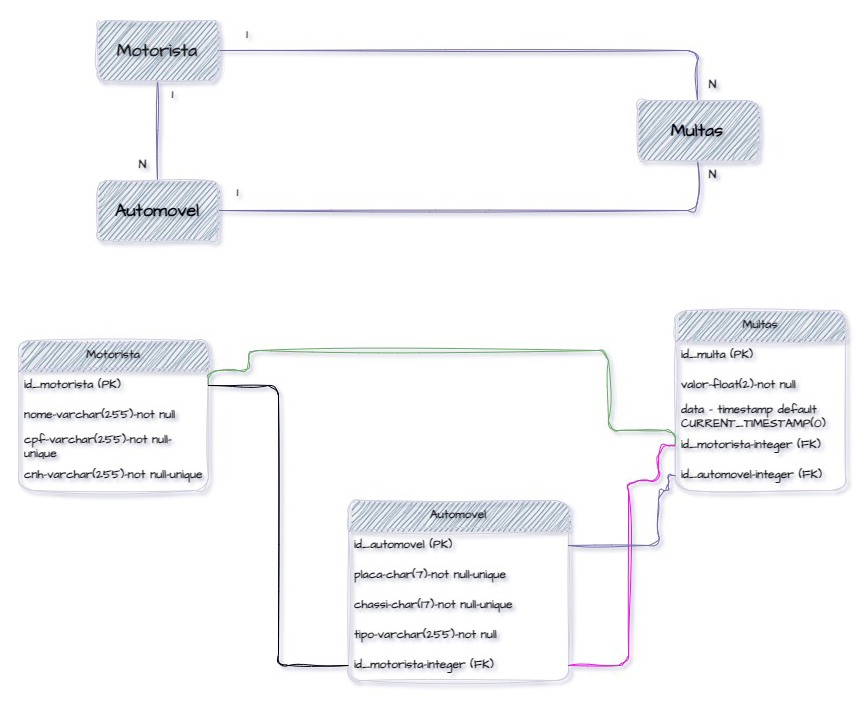 Motorista
1
N
1
Multas
N
N
1
Automovel
Motorista
id_motorista (PK)
nome-varchar(255)-not null
cpf-varchar(255)-not null-
unique
cnh-varchar(255)-not null-unique
Multas
id_multa (PK)
valor-float(2)-not null
data - timestamp default
CURRENT_TIMESTAMP(0)
id_motorista-integer (FK)
id_automovel-integer (FK)
Automovel
id_automovel (PK)
placa-char(7)-not null-unique
chassi-char(17)-not null-unique
tipo-varchar(255)-not null
id_motorista-integer (FK)